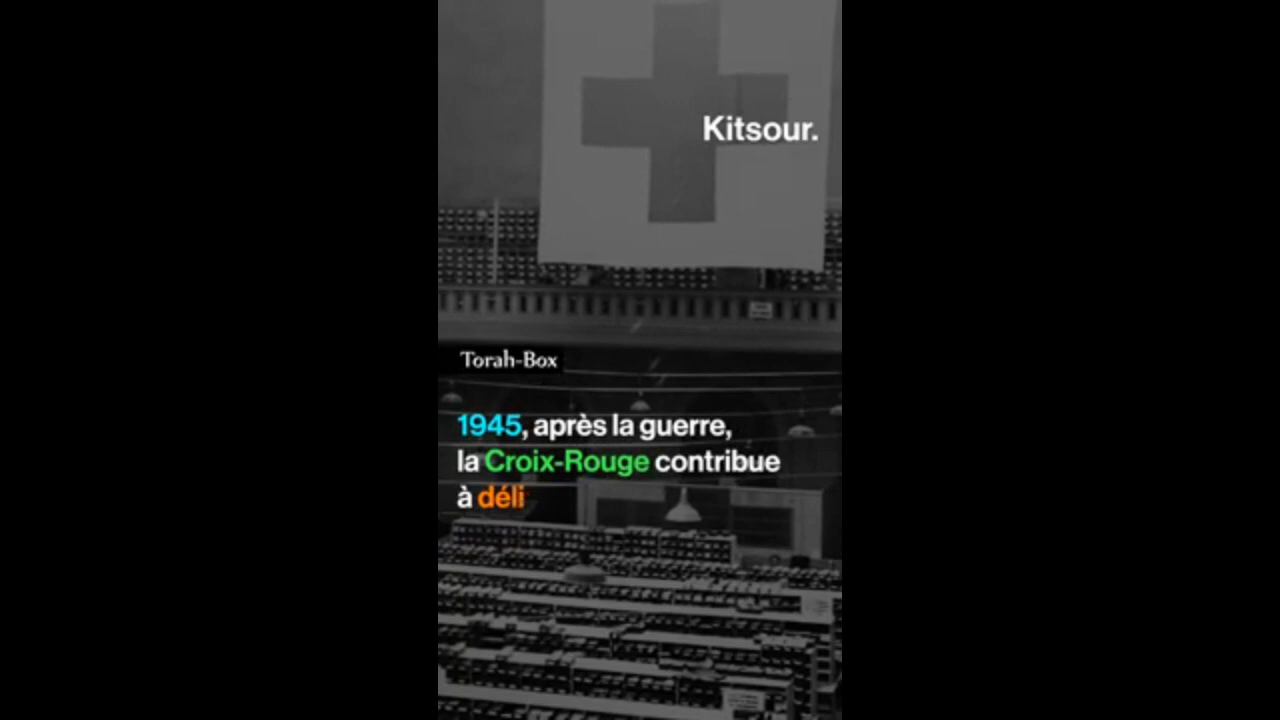 Kitsour.
Torah-Box
1945, après la guerre,
la Croix-Rouge contribue
à déli